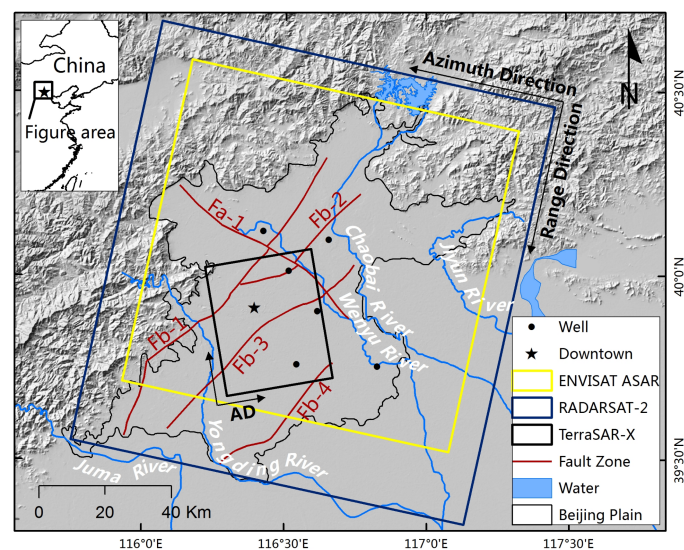 China
Figure area
Azimuth Direction
N
40°30'N
Range Direction
Fa-1
Fb-2
Chaobai River
Jiyun River
40°0'N
Wenyu River
Fb-1
Fb-3
Fb-4
AD
Well
Downtown
ENVISAT ASAR
RADARSAT-2
TerraSAR-X
Fault Zone
Water
Beijing Plain
Yongding River
Juma River
39°30'N
0 20 40 Km
116°0'E 116°30'E 117°0'E 117°30'E